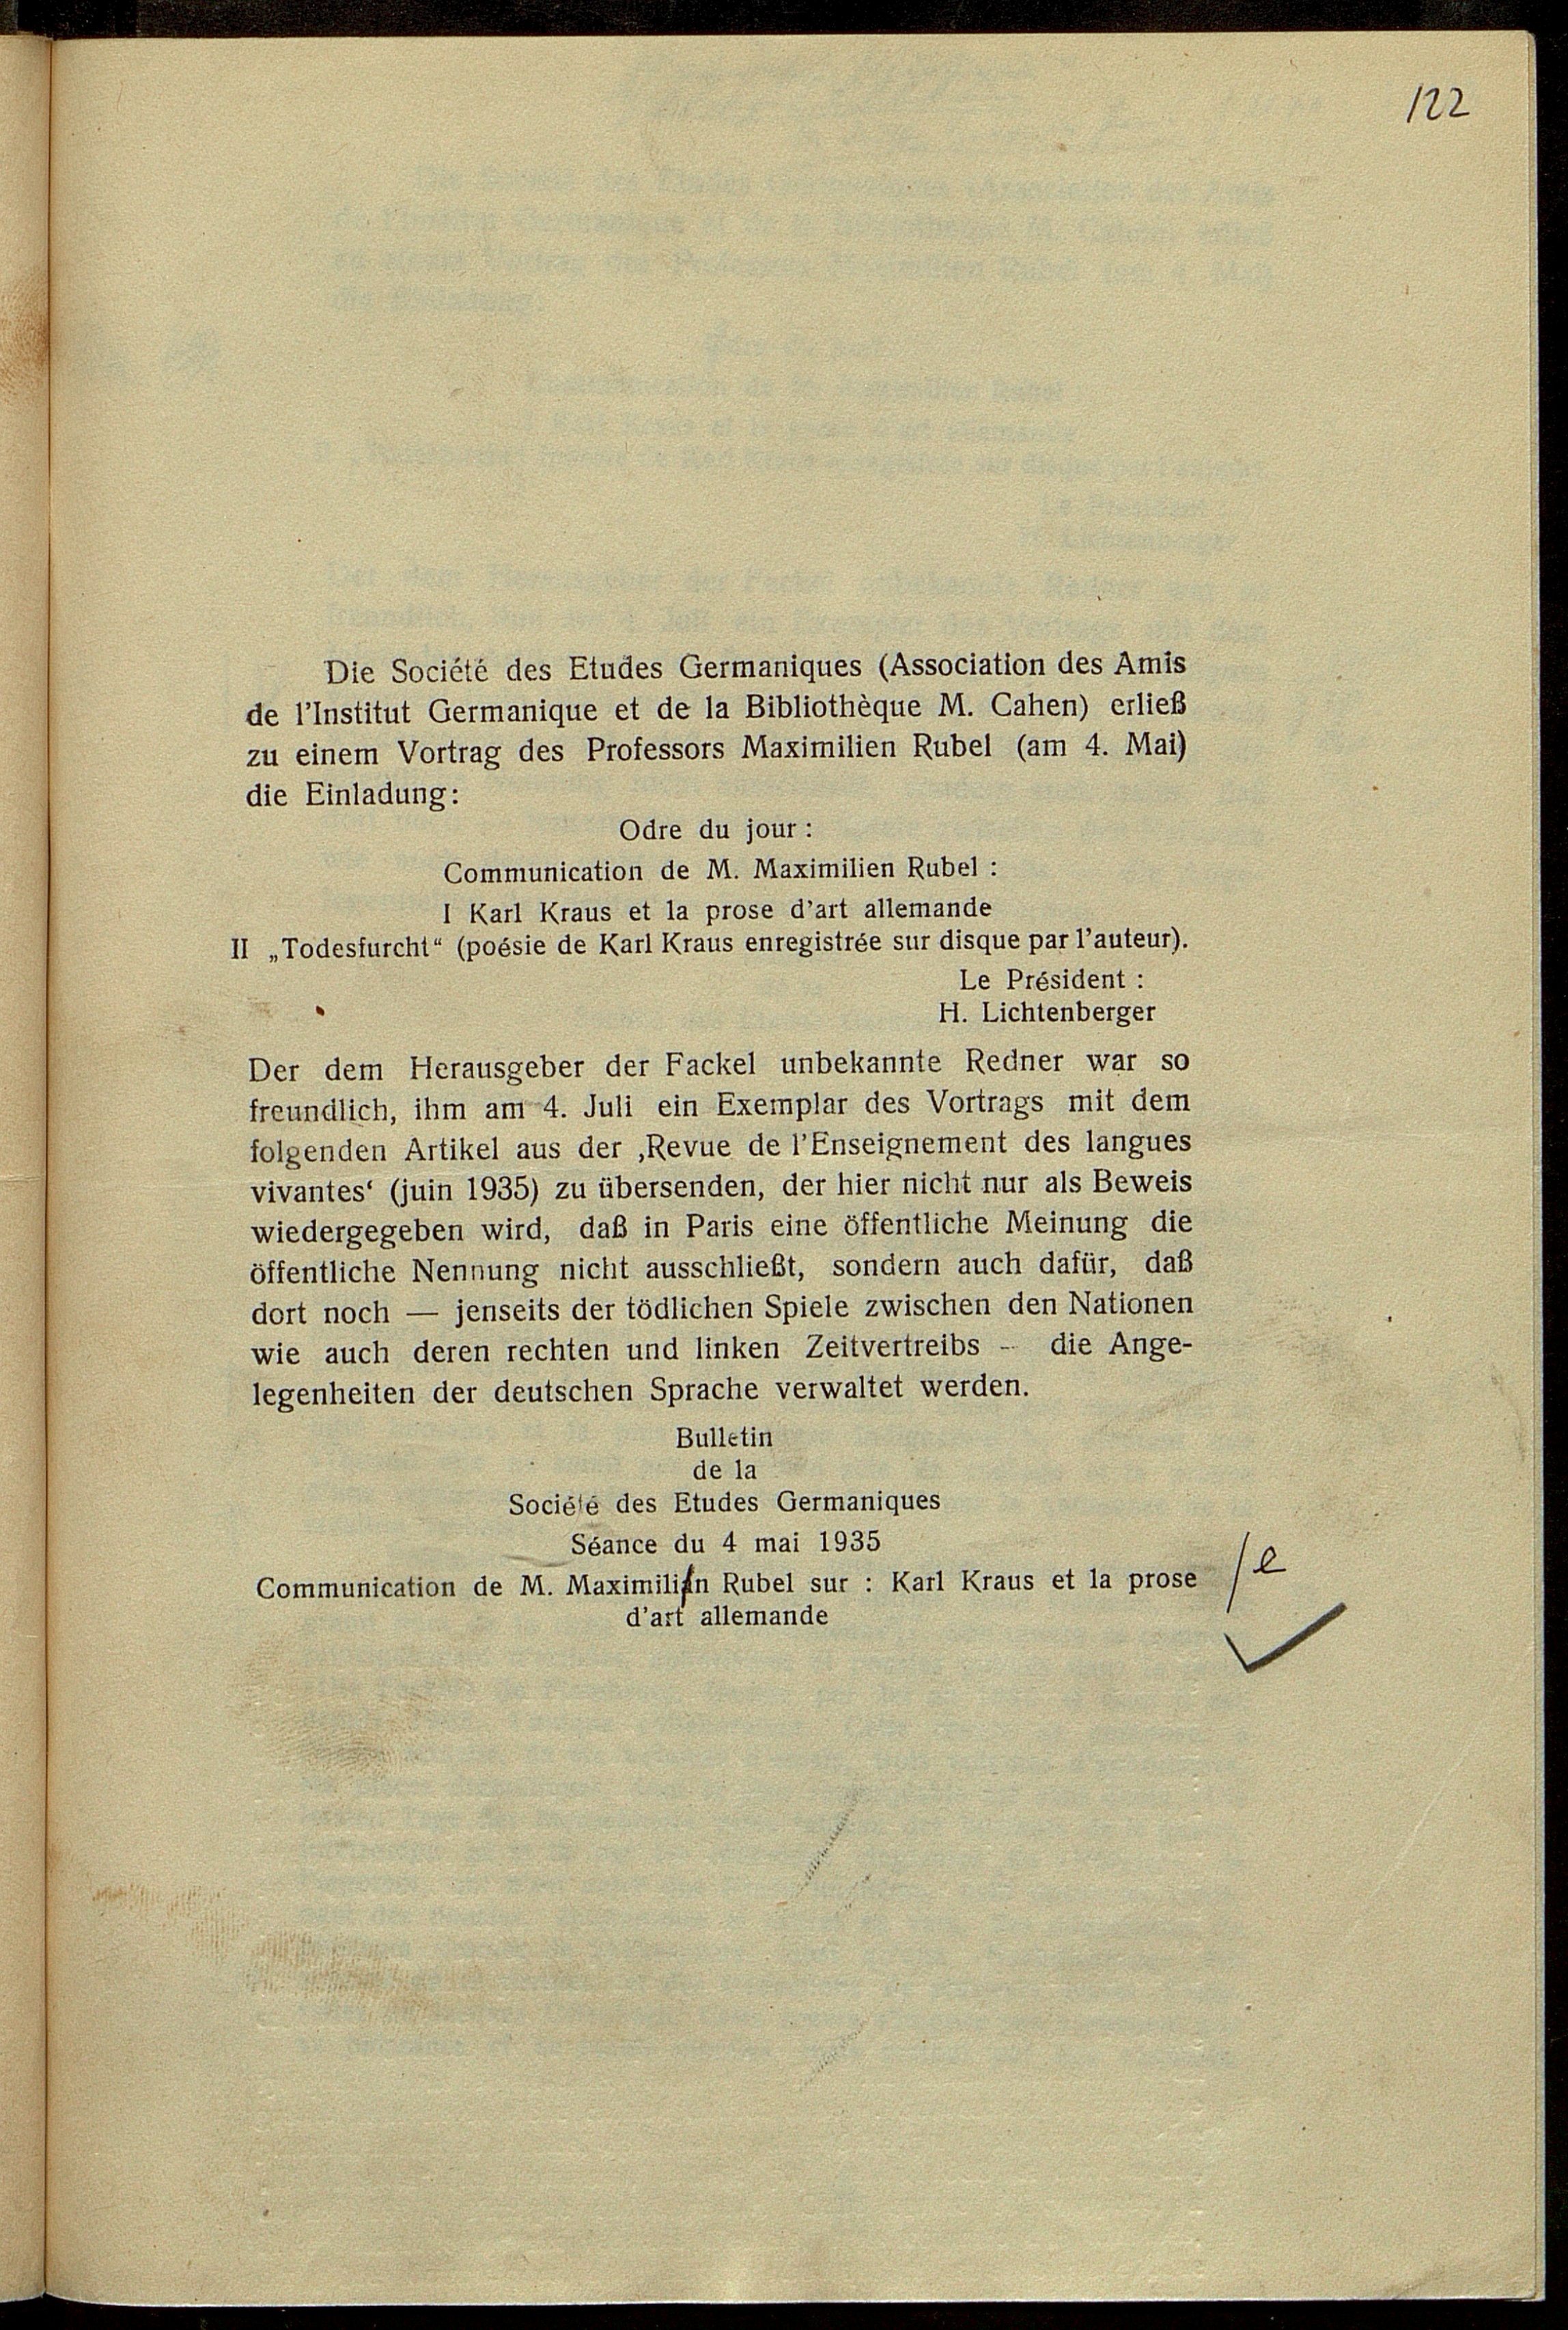 122
Die Société des Etudes Germaniques (Association des Amis
de l'Institut Germanique et de la Bibliothèque M. Cahen) erließ
zu einem Vortrag des Professors Maximilien Rubel (am 4. Mai)
die Einladung:
Odre du jour :
Communication de M. Maximilien Rubel :
I Karl Kraus et la prose d'art allemande
II „Todesfurcht“ (poésie de Karl Kraus enregistrée sur disque par l'auteur).
Le Président :
H. Lichtenberger
Der dem Herausgeber der Fackel unbekannte Redner war so
freundlich, ihm am 4. Juli ein Exemplar des Vortrags mit dem
folgenden Artikel aus der ‚Revue de l'Enseignement des langues
vivantes‘ (juin 1935) zu übersenden, der hier nicht nur als Beweis
wiedergegeben wird, daß in Paris eine öffentliche Meinung die
öffentliche Nennung nicht ausschließt, sondern auch dafür, daß
dort noch — jenseits der tödlichen Spiele zwischen den Nationen
wie auch deren rechten und linken Zeitvertreibs — die Ange-
legenheiten der deutschen Sprache verwaltet werden.
Bulletin
de la
Société des Etudes Germaniques
Séance du 4 mai 1935
Communication de M. Maximilian Rubel sur : Karl Kraus et la prose /e
d'art allemande